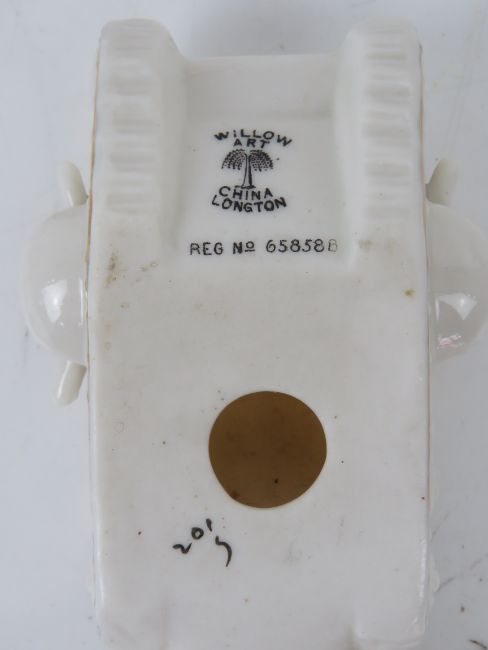 WILLOW
ART
CHINA
LONGTON
REG No 658588